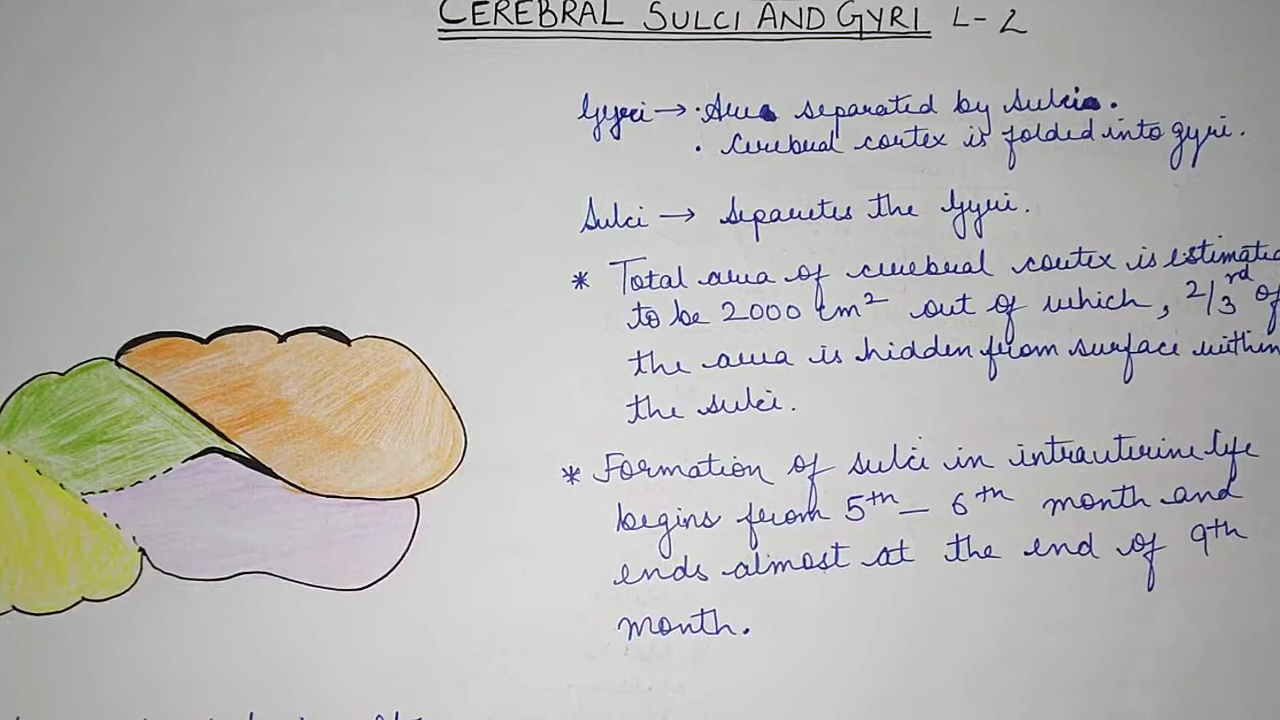 CEREBRAL SULCI AND GYRI L-2
Gyri → · Area separated by sulci.
· Cerebral cortex is folded into gyri.
Sulci → Separetes the Gyri.
* Total area of cerebral cortex is estimated
to be 2000 cm² out of which, 2/3rd of
the area is hidden from surface within
the sulci.
* Formation of sulci in intrauterine life
begins from 5th – 6th month and
ends almost at the end of 9th
month.